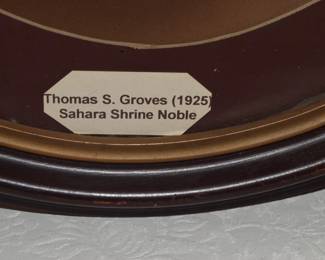 Thomas S. Groves (1925)
Sahara Shrine Noble